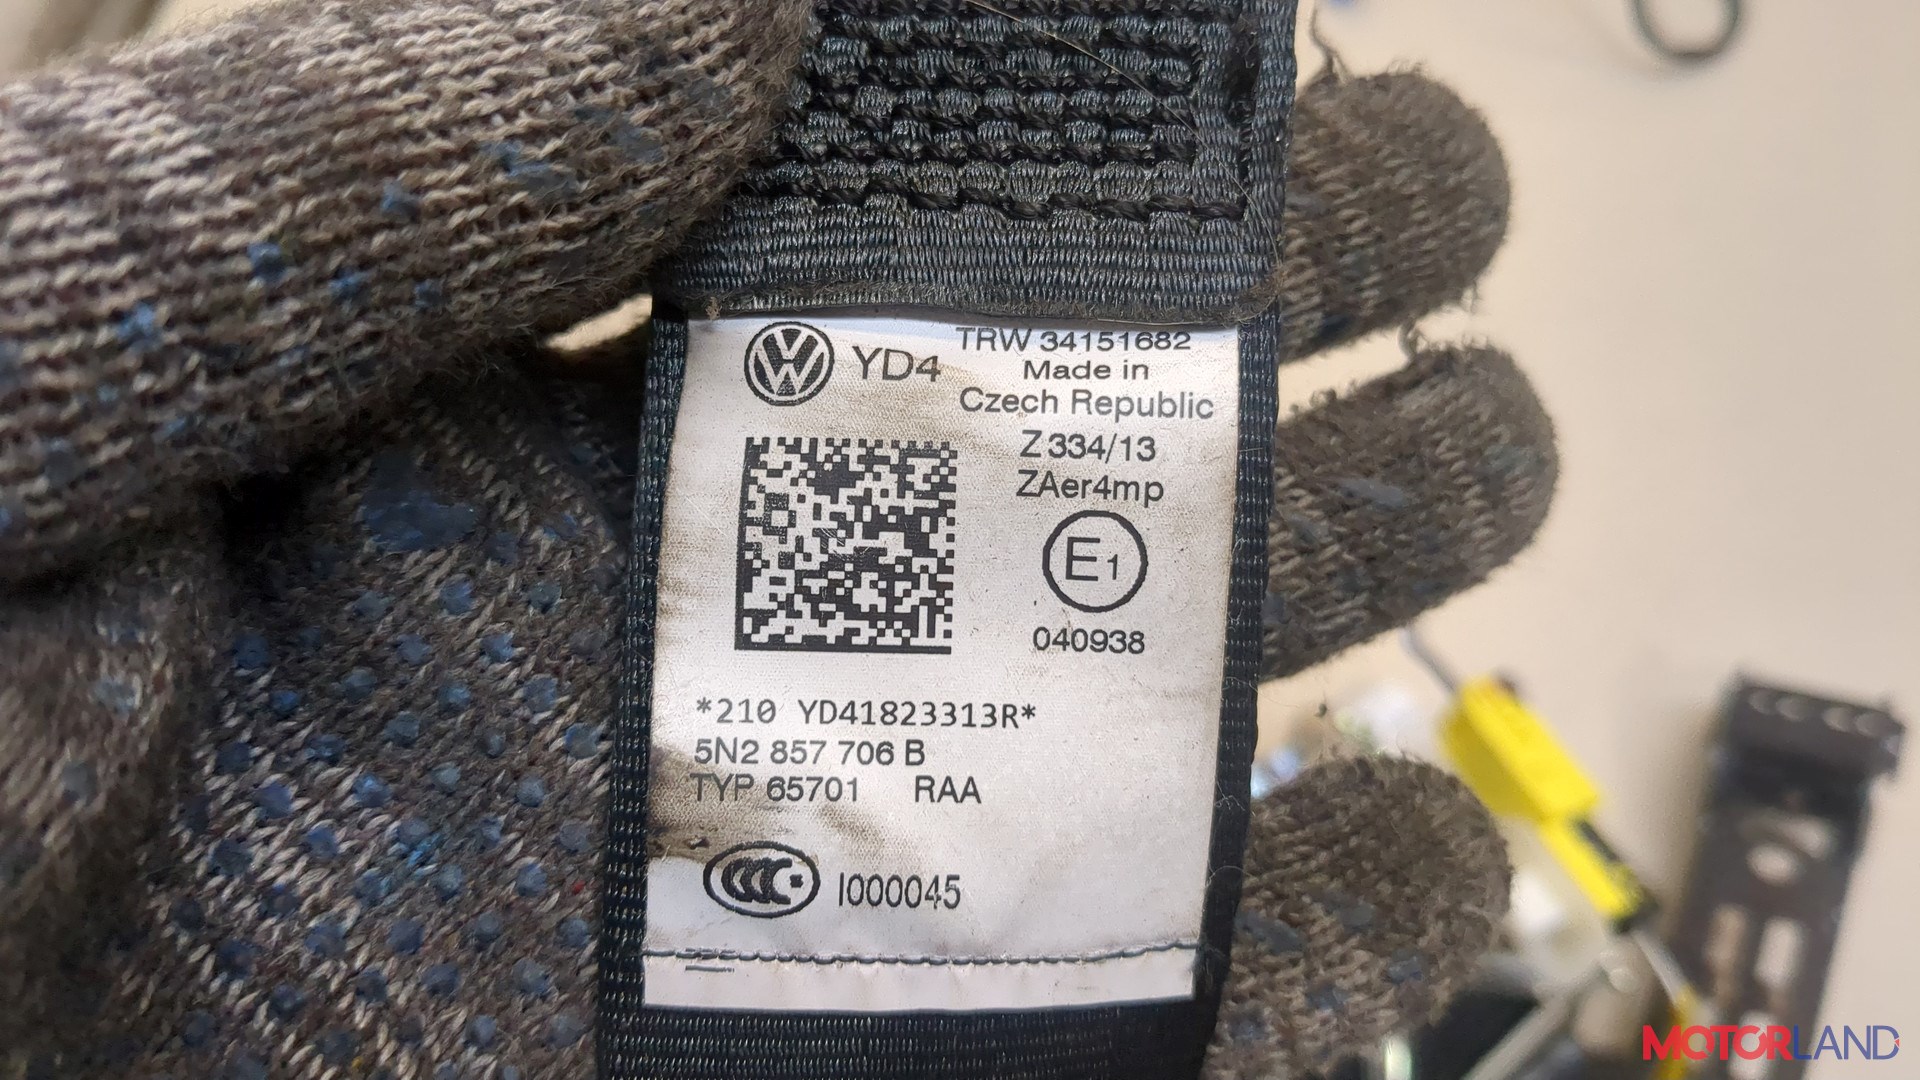 YD4
TRW 34151682
Made in
Czech Republic
Z 334/13
ZAer4mp
E1
040938
*210 YD41823313R*
5N2 857 706 B
TYP 65701 RAA
CCC I000045
MOTORLAND